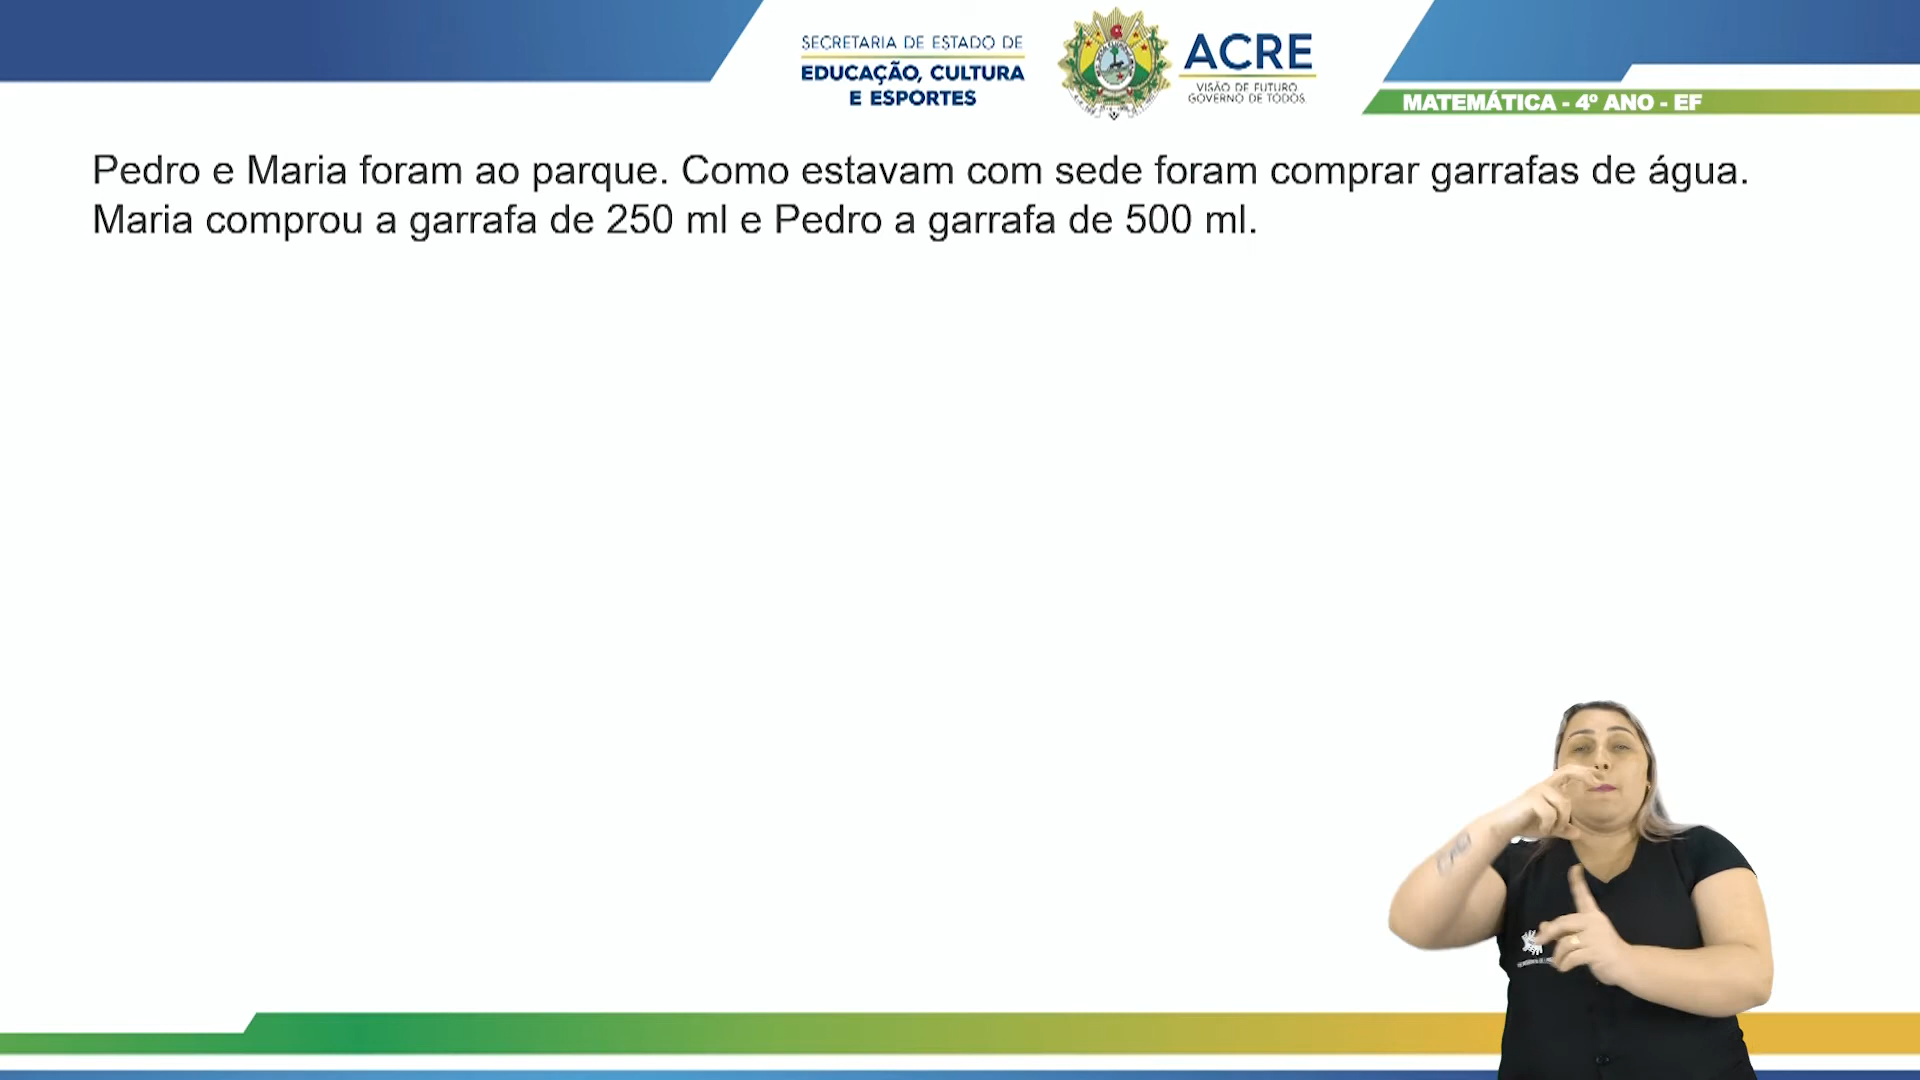 SECRETARIA DE ESTADO DE
EDUCAÇÃO, CULTURA
E ESPORTES
ACRE
VISÃO DE FUTURO
GOVERNO DE TODOS
MATEMÁTICA - 4º ANO - EF
Pedro e Maria foram ao parque. Como estavam com sede foram comprar garrafas de água.
Maria comprou a garrafa de 250 ml e Pedro a garrafa de 500 ml.